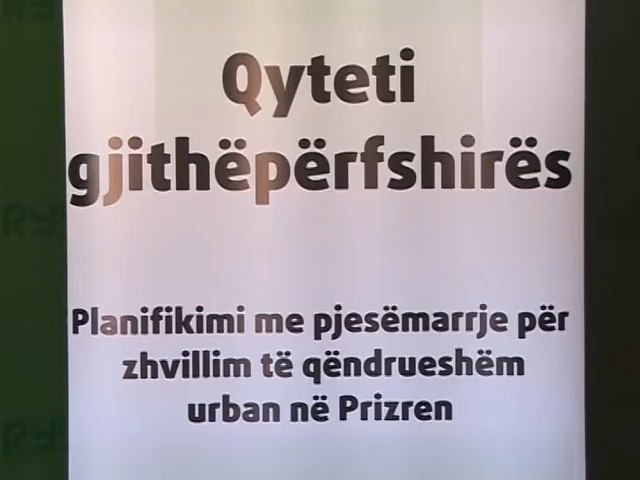 Qyteti
gjithëpërfshirës
Planifikimi me pjesëmarrje për
zhvillim të qëndrueshëm
urban në Prizren